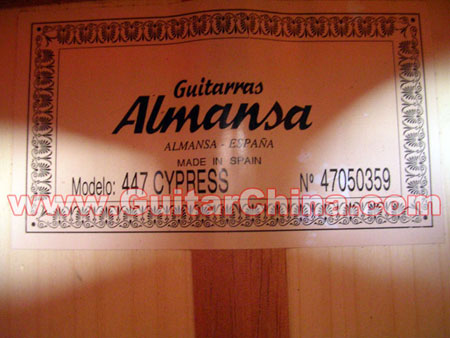 Guitarras
Almansa
ALMANSA - ESPAÑA
MADE IN SPAIN
Modelo: 447 CYPRESS Nº 47050359
www.GuitarChina.com